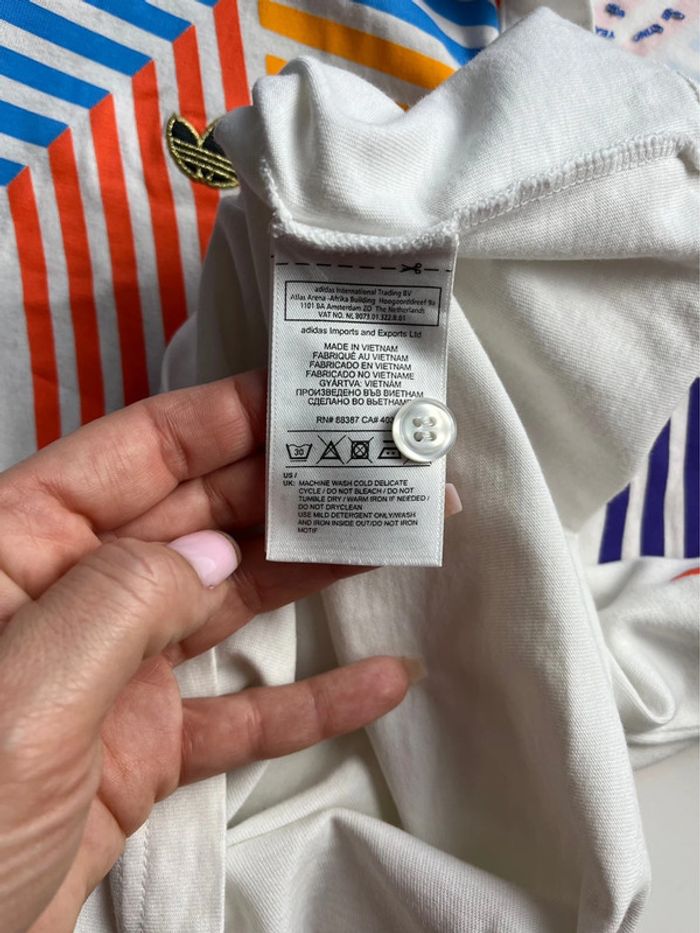 adidas International Trading BV
Atlas Arena -Afrika Building Hoogoorddreef 9a
1101 BA Amsterdam ZO The Netherlands
VAT NO. NL 8073.01.322.B.01
adidas Imports and Exports Ltd
MADE IN VIETNAM
FABRIQUÉ AU VIETNAM
FABRICADO EN VIETNAM
FABRICADO NO VIETNAME
GYÁRTVA: VIETNÁM
ПРОИЗВЕДЕНО ВЪВ ВИЕТНАМ
СДЕЛАНО ВО ВЬЕТНАМЕ
RN# 88387 CA# 40
30
US /
UK: MACHINE WASH COLD DELICATE
CYCLE / DO NOT BLEACH / DO NOT
TUMBLE DRY / WARM IRON IF NEEDED /
DO NOT DRYCLEAN
USE MILD DETERGENT ONLY/WASH
AND IRON INSIDE OUT/DO NOT IRON
MOTIF